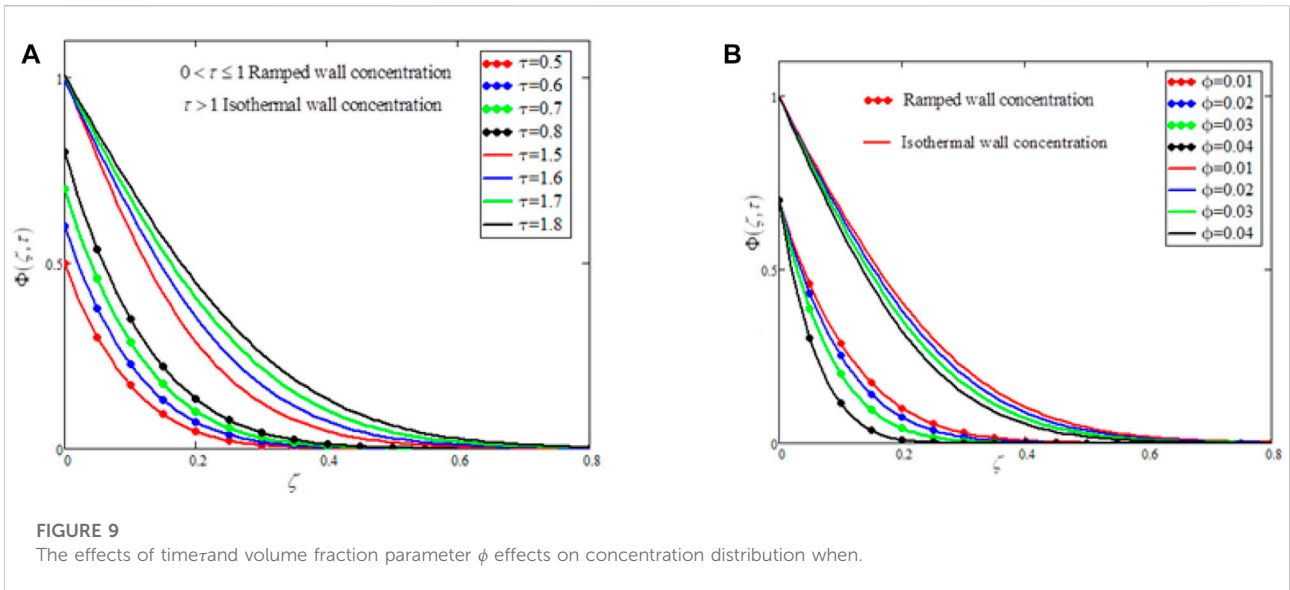 A
0 < τ ≤ 1 Ramped wall concentration
τ > 1 Isothermal wall concentration
τ=0.5
τ=0.6
τ=0.7
τ=0.8
τ=1.5
τ=1.6
τ=1.7
τ=1.8
1
0.5
0
Φ(ζ,τ)
0 0.2 0.4 0.6 0.8
ζ
B
Ramped wall concentration
Isothermal wall concentration
ϕ=0.01
ϕ=0.02
ϕ=0.03
ϕ=0.04
ϕ=0.01
ϕ=0.02
ϕ=0.03
ϕ=0.04
1
0.5
0
Φ(ζ,τ)
0 0.2 0.4 0.6 0.8
ζ
FIGURE 9
The effects of timeτand volume fraction parameter ϕ effects on concentration distribution when.